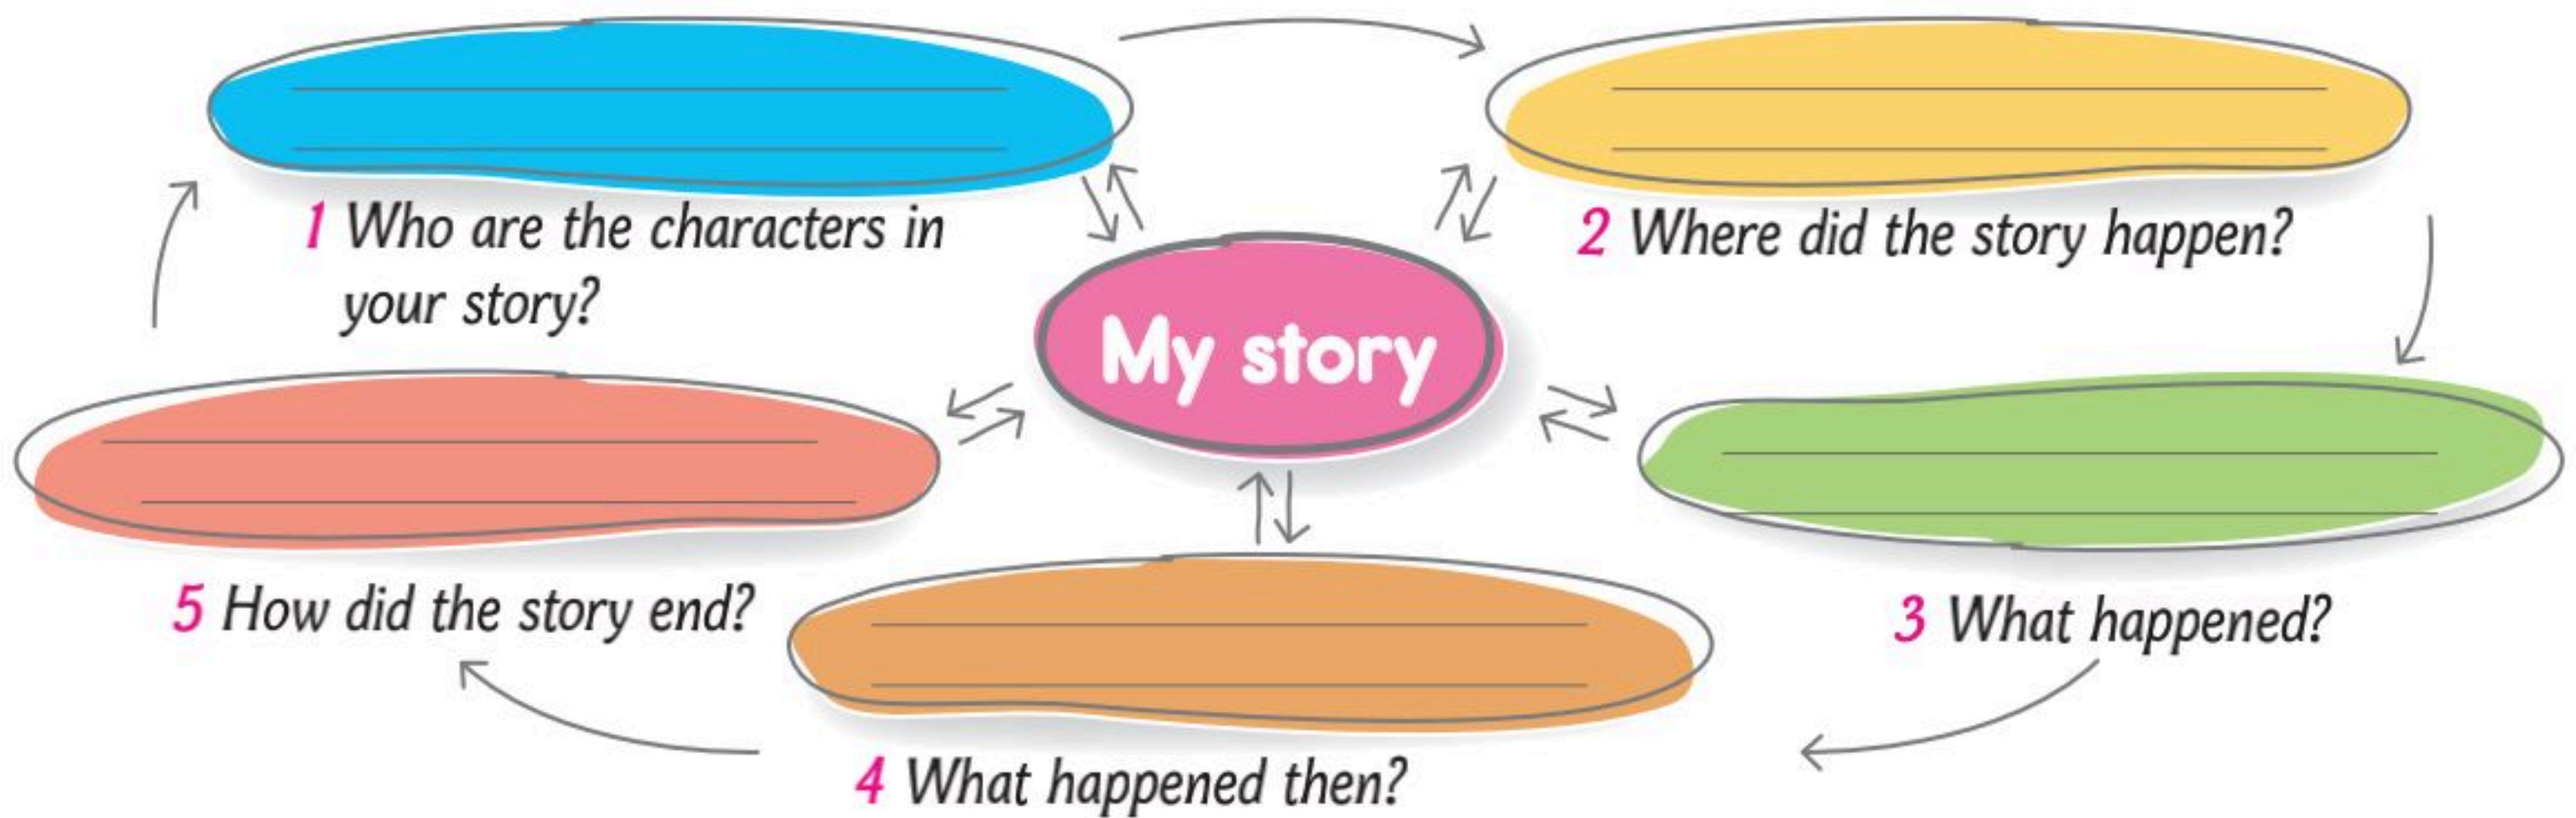 1 Who are the characters in
your story?
2 Where did the story happen?
My story
3 What happened?
4 What happened then?
5 How did the story end?